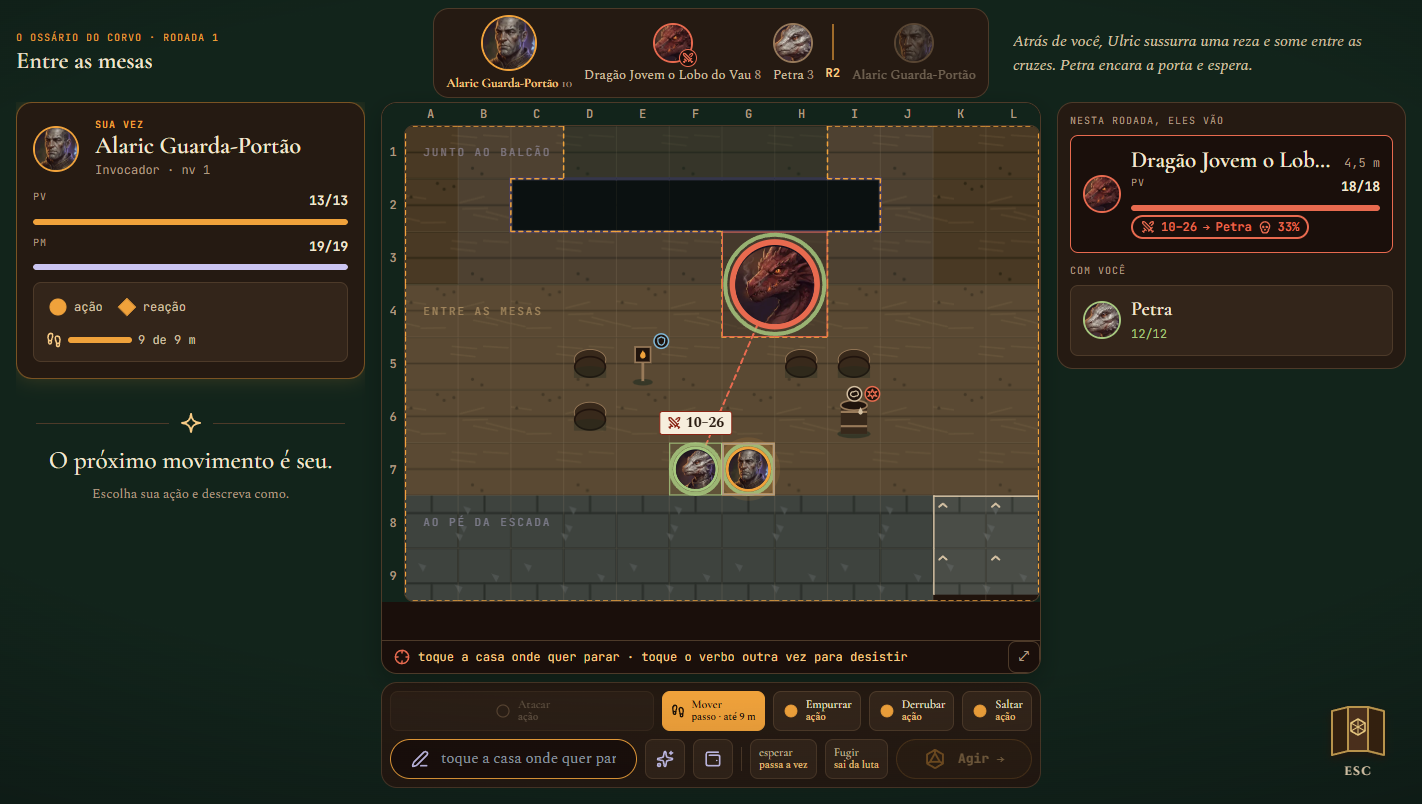 O OSSÁRIO DO CORVO · RODADA 1
Entre as mesas
Alaric Guarda-Portão 10
Dragão Jovem o Lobo do Vau 8
Petra 3
R2
Alaric Guarda-Portão
Atrás de você, Ulric sussurra uma reza e some entre as
cruzes. Petra encara a porta e espera.
SUA VEZ
Alaric Guarda-Portão
Invocador · nv 1
PV
13/13
PM
19/19
ação
reação
9 de 9 m
O próximo movimento é seu.
Escolha sua ação e descreva como.
A B C D E F G H I J K L
1
2
3
4
5
6
7
8
9
JUNTO AO BALCÃO
ENTRE AS MESAS
10–26
AO PÉ DA ESCADA
toque a casa onde quer parar · toque o verbo outra vez para desistir
Atacar
ação
Mover
passo · até 9 m
Empurrar
ação
Derrubar
ação
Saltar
ação
toque a casa onde quer par
esperar
passa a vez
Fugir
sai da luta
Agir →
NESTA RODADA, ELES VÃO
Dragão Jovem o Lob... 4,5 m
PV
18/18
10–26 → Petra 33%
COM VOCÊ
Petra
12/12
ESC